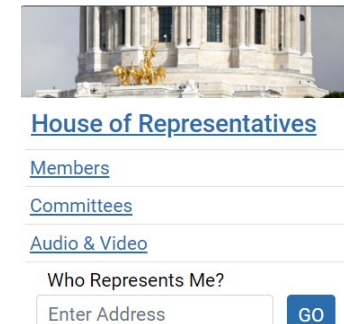 House of Representatives
Members
Committees
Audio & Video
Who Represents Me?
Enter Address
GO